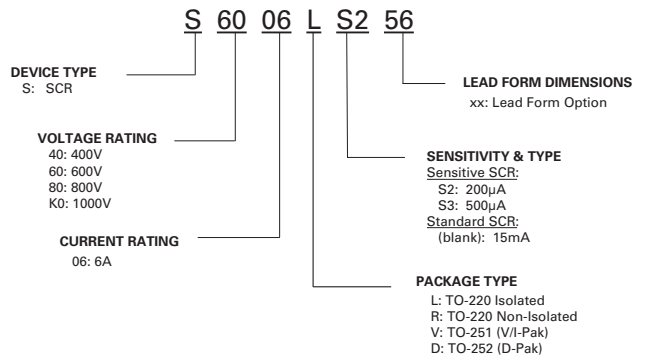 S 60 06 L S2 56
DEVICE TYPE
S: SCR
VOLTAGE RATING
40: 400V
60: 600V
80: 800V
K0: 1000V
CURRENT RATING
06: 6A
LEAD FORM DIMENSIONS
xx: Lead Form Option
SENSITIVITY & TYPE
Sensitive SCR:
S2: 200μA
S3: 500μA
Standard SCR:
(blank): 15mA
PACKAGE TYPE
L: TO-220 Isolated
R: TO-220 Non-Isolated
V: TO-251 (V/I-Pak)
D: TO-252 (D-Pak)